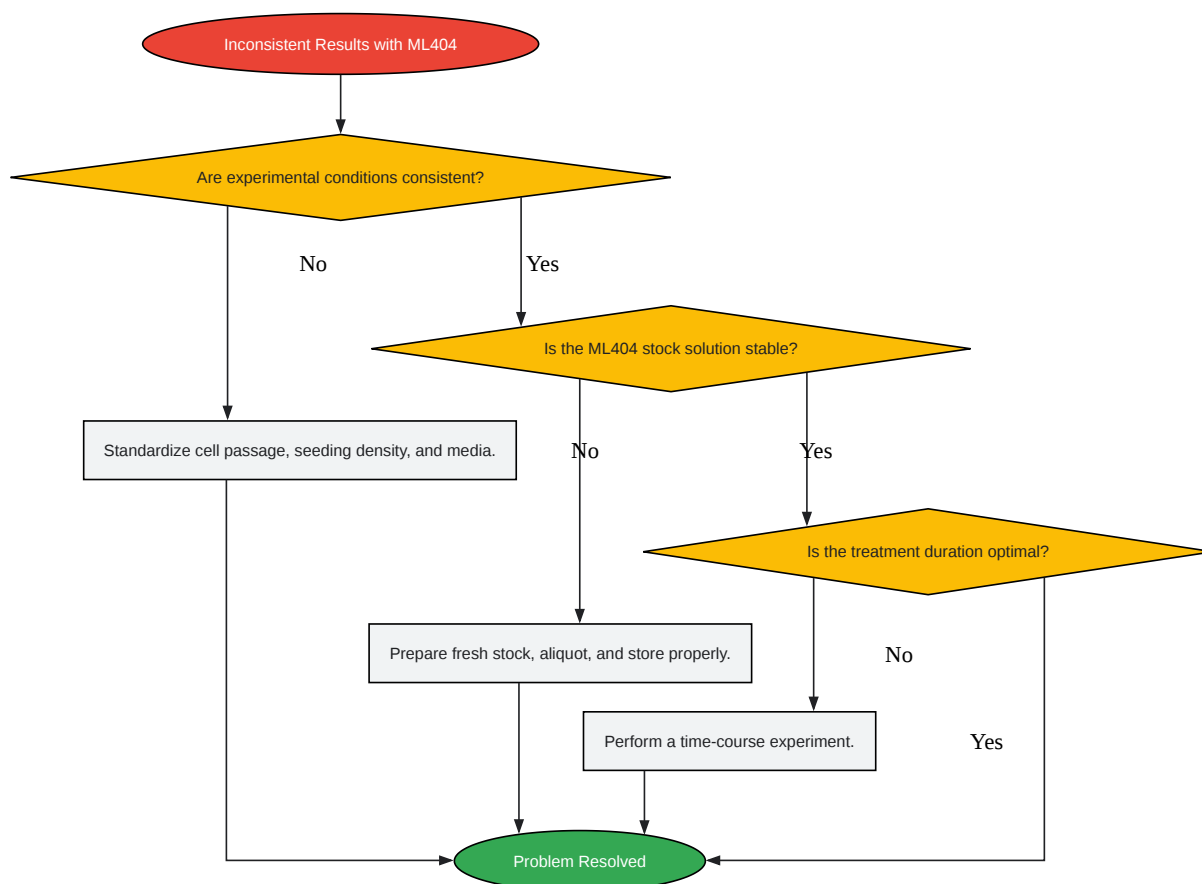 Inconsistent Results with ML404
Are experimental conditions consistent?
No
Yes
Is the ML404 stock solution stable?
Standardize cell passage, seeding density, and media.
No
Yes
Is the treatment duration optimal?
Prepare fresh stock, aliquot, and store properly.
No
Perform a time-course experiment.
Yes
Problem Resolved